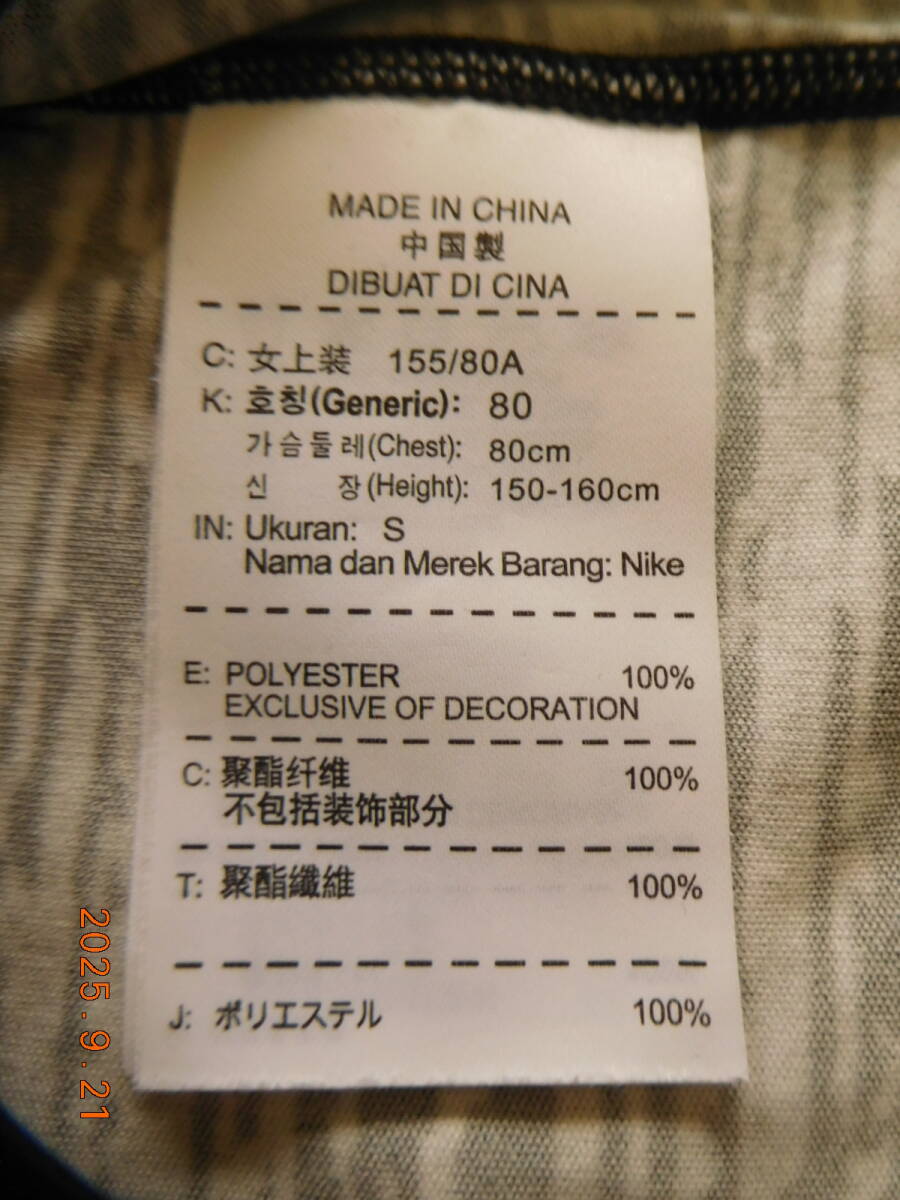 MADE IN CHINA
中国製
DIBUAT DI CINA
C: 女上装 155/80A
K: 호칭(Generic): 80
가슴둘레(Chest): 80cm
신 장(Height): 150-160cm
IN: Ukuran: S
Nama dan Merek Barang: Nike
E: POLYESTER 100%
EXCLUSIVE OF DECORATION
C: 聚酯纤维 100%
不包括装饰部分
T: 聚酯纖維 100%
J: ポリエステル 100%
2025.9.21